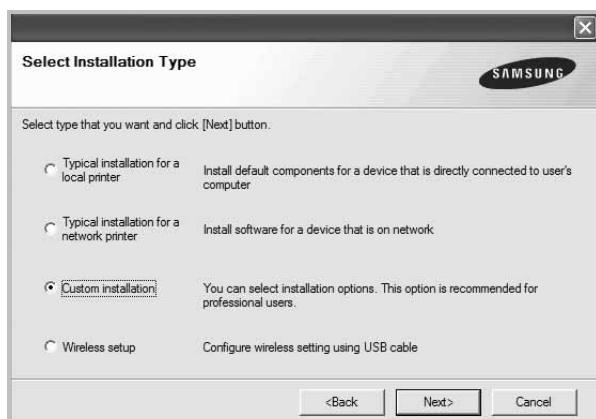 Select Installation Type
SAMSUNG
Select type that you want and click [Next] button.
Typical installation for a
local printer
Install default components for a device that is directly connected to user's
computer
Typical installation for a
network printer
Install software for a device that is on network
Custom installation
You can select installation options. This option is recommended for
professional users.
Wireless setup
Configure wireless setting using USB cable
<Back
Next>
Cancel